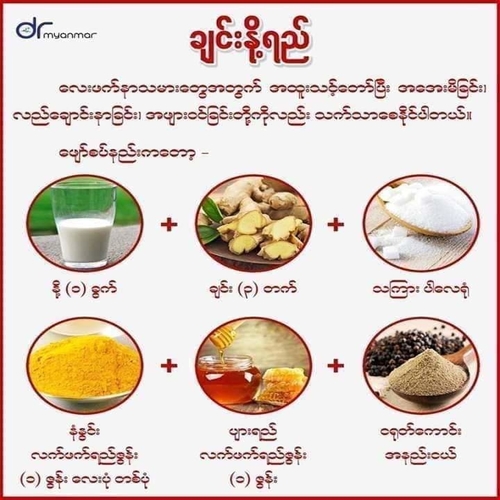 dr myanmar
ချင်းနို့ရည်
လေးဖက်နာသမားတွေအတွက် အထူးသင့်တော်ပြီး အအေးမိခြင်း၊
လည်ချောင်းနာခြင်း၊ အဖျားဝင်ခြင်းတို့ကိုလည်း သက်သာစေနိုင်ပါတယ်။
ဖျော်စပ်နည်းကတော့ –
နို့ (၁) ခွက်
ချင်း (၃) တက်
သကြား ပါလေရုံ
နနွင်း
လက်ဖက်ရည်ဇွန်း
(၁) ဇွန်း လေးပုံ တစ်ပုံ
ပျားရည်
လက်ဖက်ရည်ဇွန်း
(၁) ဇွန်း
ငရုတ်ကောင်း
အနည်းငယ်